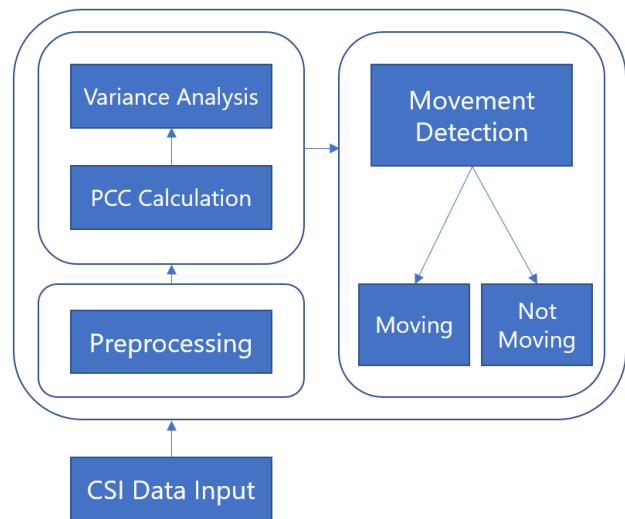 Variance Analysis
PCC Calculation
Preprocessing
CSI Data Input
Movement
Detection
Moving
Not
Moving